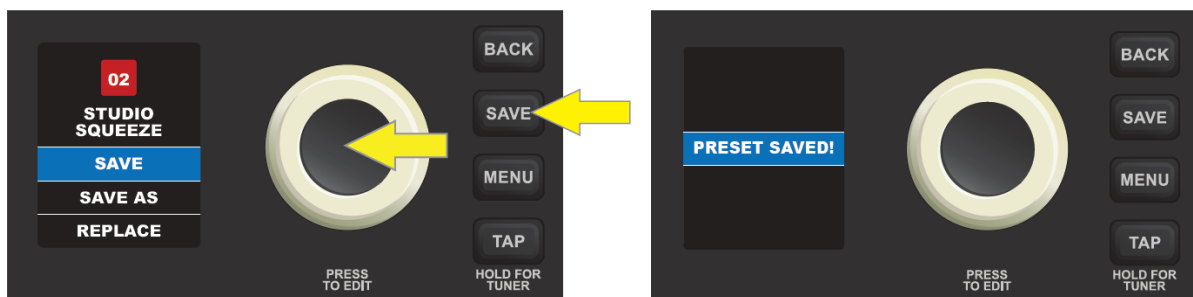 02
STUDIO
SQUEEZE
SAVE
SAVE AS
REPLACE
PRESS
TO EDIT
BACK
SAVE
MENU
TAP
HOLD FOR
TUNER
PRESET SAVED!
PRESS
TO EDIT
BACK
SAVE
MENU
TAP
HOLD FOR
TUNER